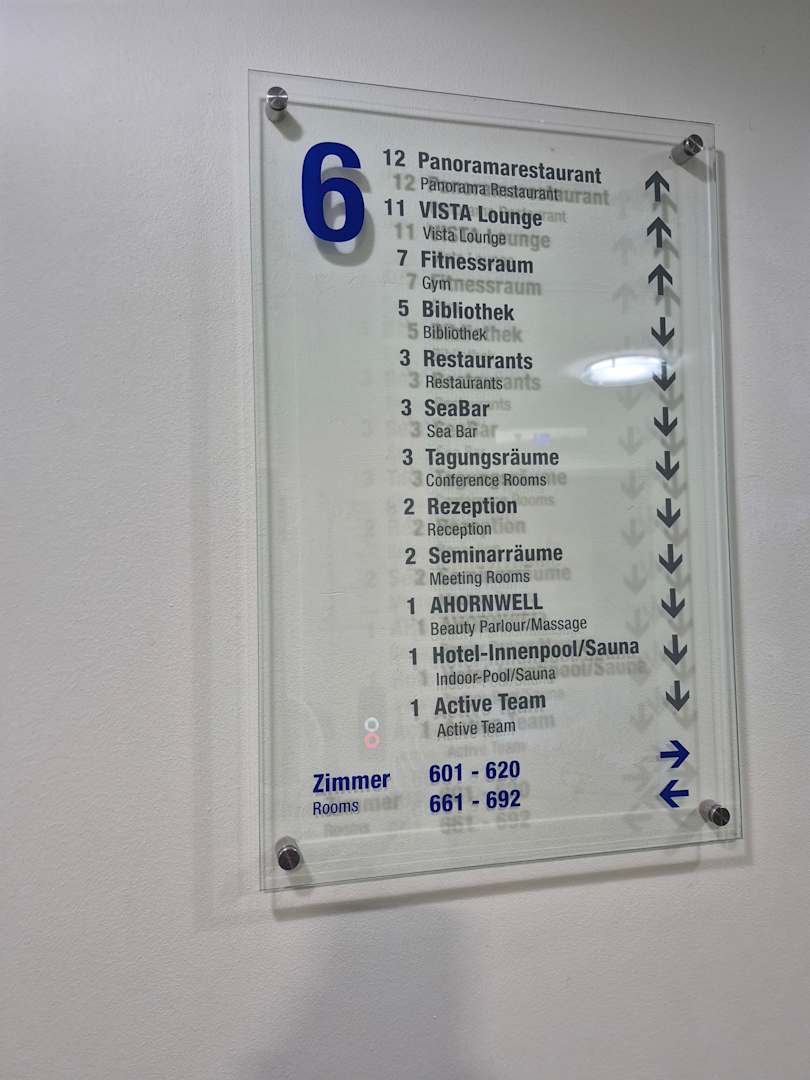 6
12 Panoramarestaurant ↑
Panorama Restaurant
11 VISTA Lounge ↑
Vista Lounge
7 Fitnessraum ↑
Gym
5 Bibliothek ↓
Bibliothek
3 Restaurants ↓
Restaurants
3 SeaBar ↓
Sea Bar
3 Tagungsräume ↓
Conference Rooms
2 Rezeption ↓
Reception
2 Seminarräume ↓
Meeting Rooms
1 AHORNWELL ↓
Beauty Parlour/Massage
1 Hotel-Innenpool/Sauna ↓
Indoor-Pool/Sauna
1 Active Team ↓
Active Team
Zimmer 601 - 620 →
Rooms 661 - 692 ←